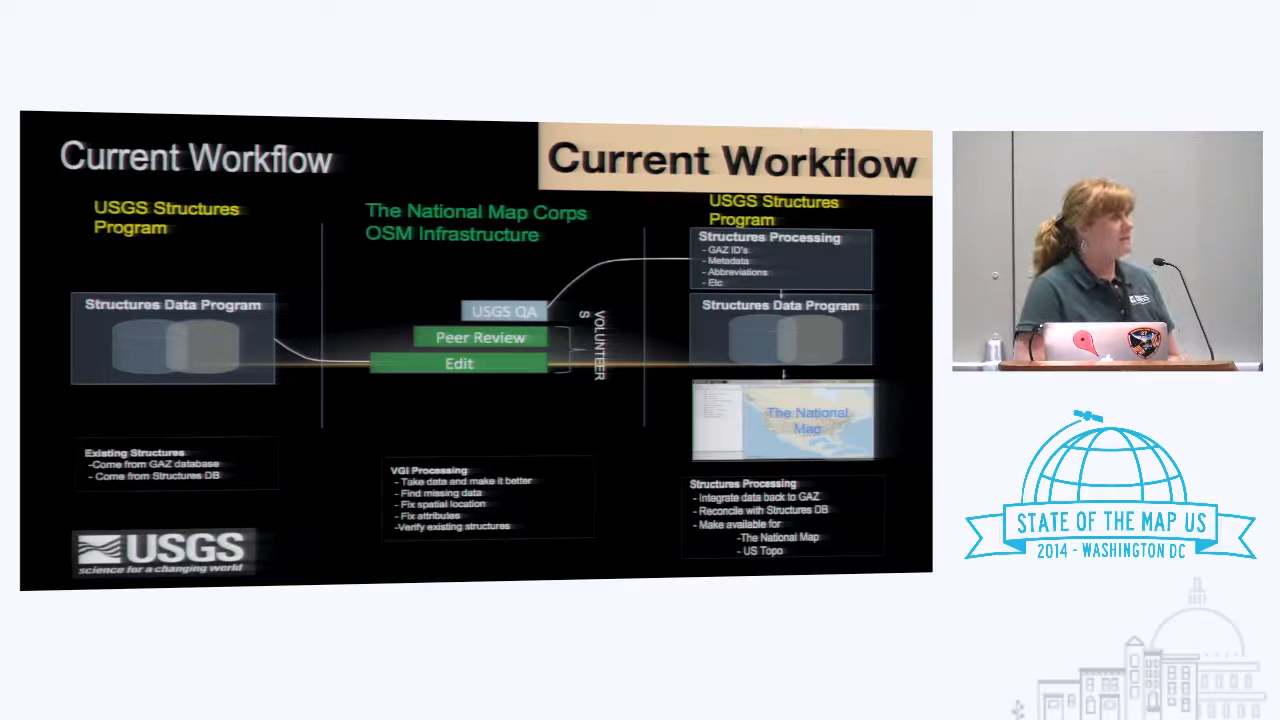 Current Workflow
Current Workflow
USGS Structures
Program
The National Map Corps
OSM Infrastructure
USGS Structures
Program
Structures Data Program
USGS QA
Peer Review
Edit
VOLUNTEER
S
Structures Processing
- GAZ ID's
- Metadata
- Abbreviations
- Etc
Structures Data Program
The National
Map
Existing Structures
-Come from GAZ database
- Come from Structures DB
VGI Processing
- Take data and make it better
- Find missing data
- Fix spatial location
- Fix attributes
-Verify existing structures
Structures Processing
- Integrate data back to GAZ
- Reconcile with Structures DB
- Make available for
-The National Map
- US Topo
USGS
science for a changing world
USGS
STATE OF THE MAP US
2014 - WASHINGTON DC